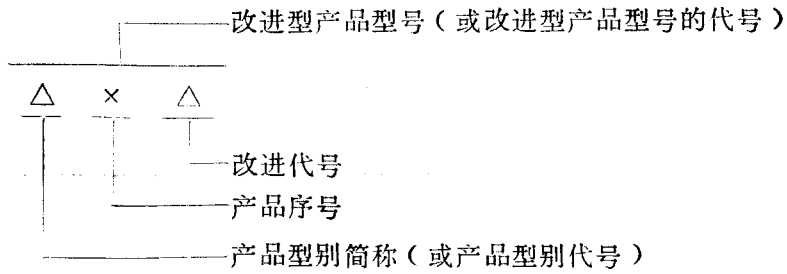 改进型产品型号(或改进型产品型号的代号)
△ × △
改进代号
产品序号
产品型别简称(或产品型别代号)